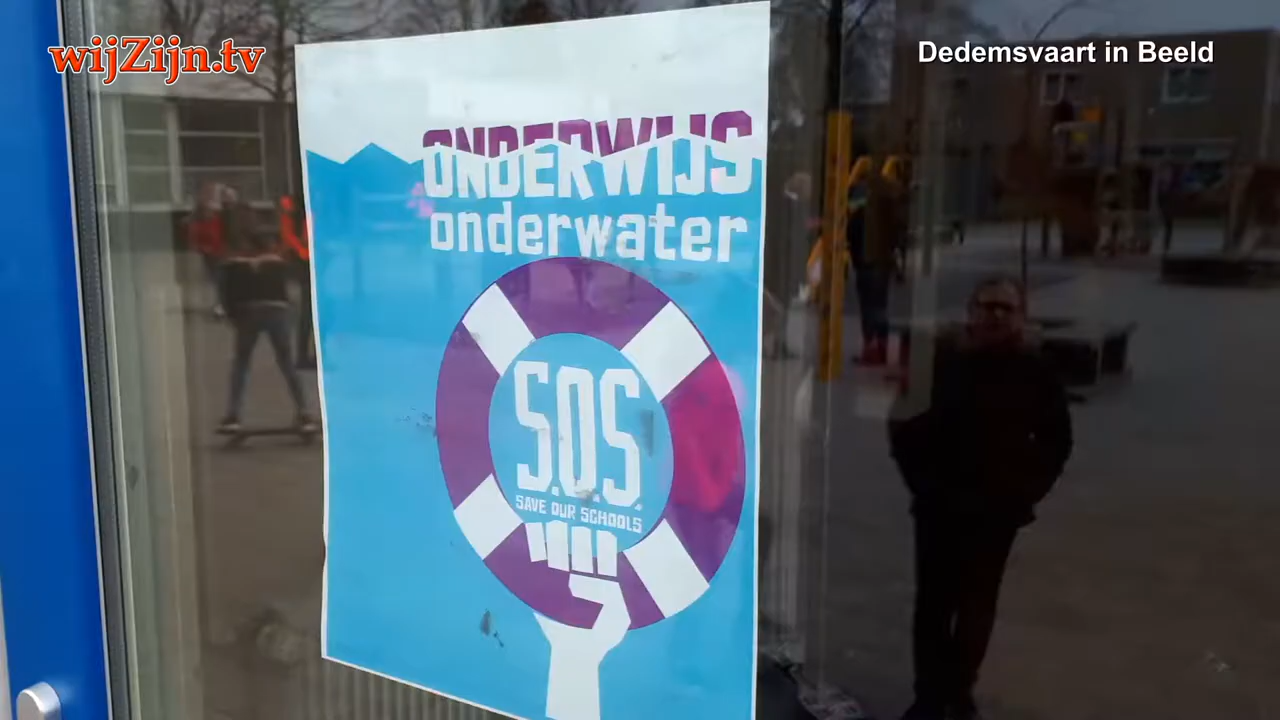 wijZijn.tv
Dedemsvaart in Beeld
ONDERWIJS
onderwater
S.O.S.
SAVE OUR SCHOOLS